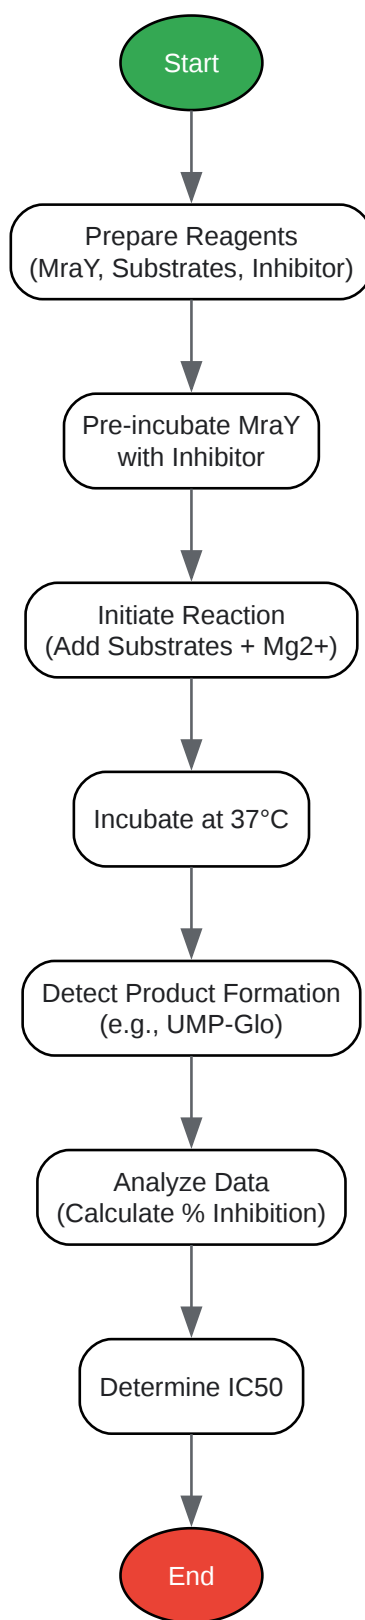 Start
Prepare Reagents
(MraY, Substrates, Inhibitor)
Pre-incubate MraY
with Inhibitor
Initiate Reaction
(Add Substrates + Mg2+)
Incubate at 37°C
Detect Product Formation
(e.g., UMP-Glo)
Analyze Data
(Calculate % Inhibition)
Determine IC50
End